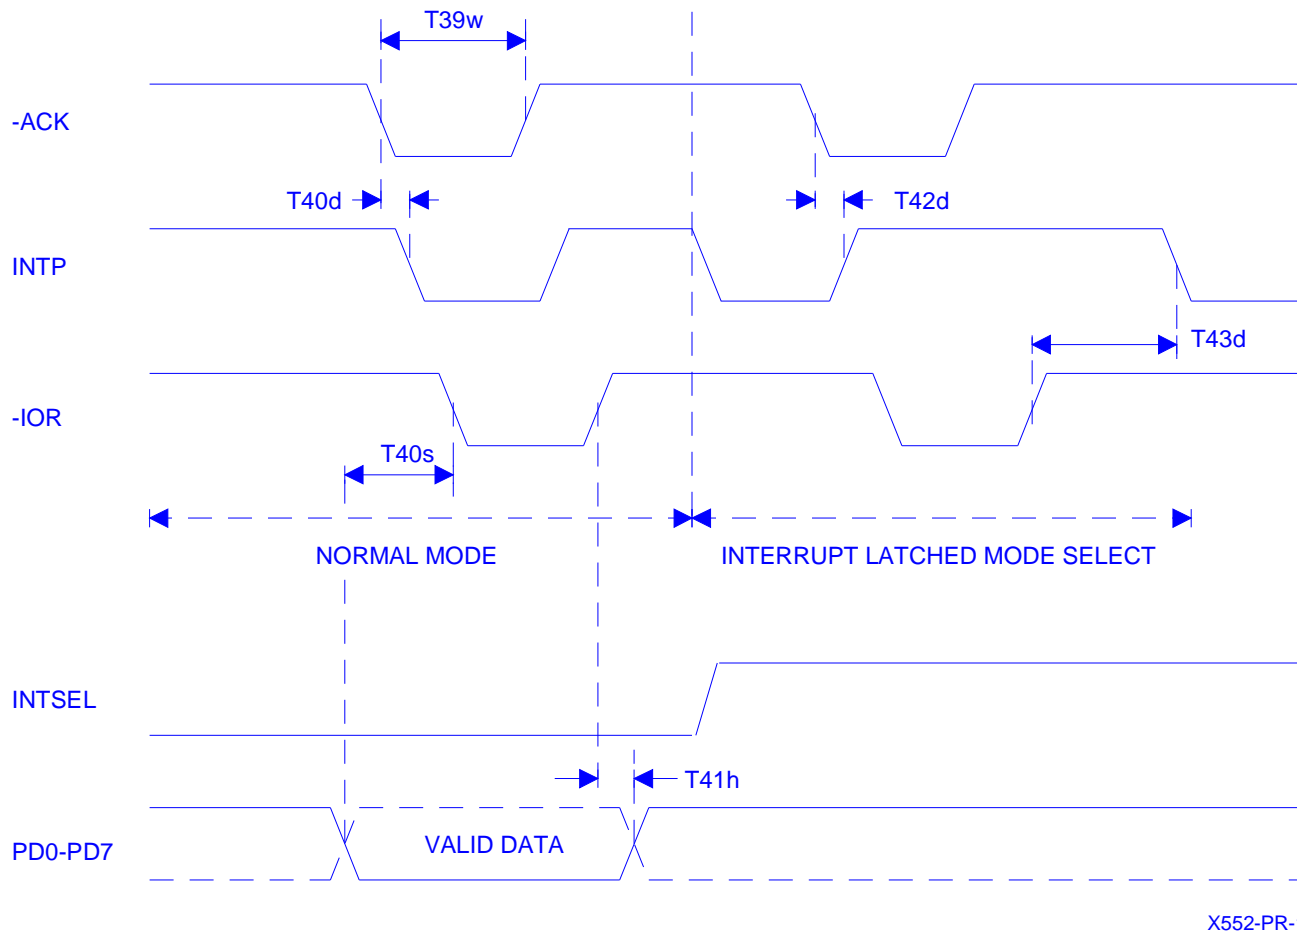 T39w
-ACK
T40d
T42d
INTP
T43d
-IOR
T40s
NORMAL MODE
INTERRUPT LATCHED MODE SELECT
INTSEL
T41h
PD0-PD7
VALID DATA
X552-PR-